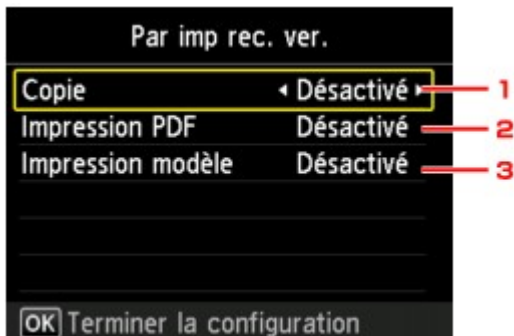 Par imp rec. ver.
Copie Désactivé 1
Impression PDF Désactivé 2
Impression modèle Désactivé 3
OK Terminer la configuration